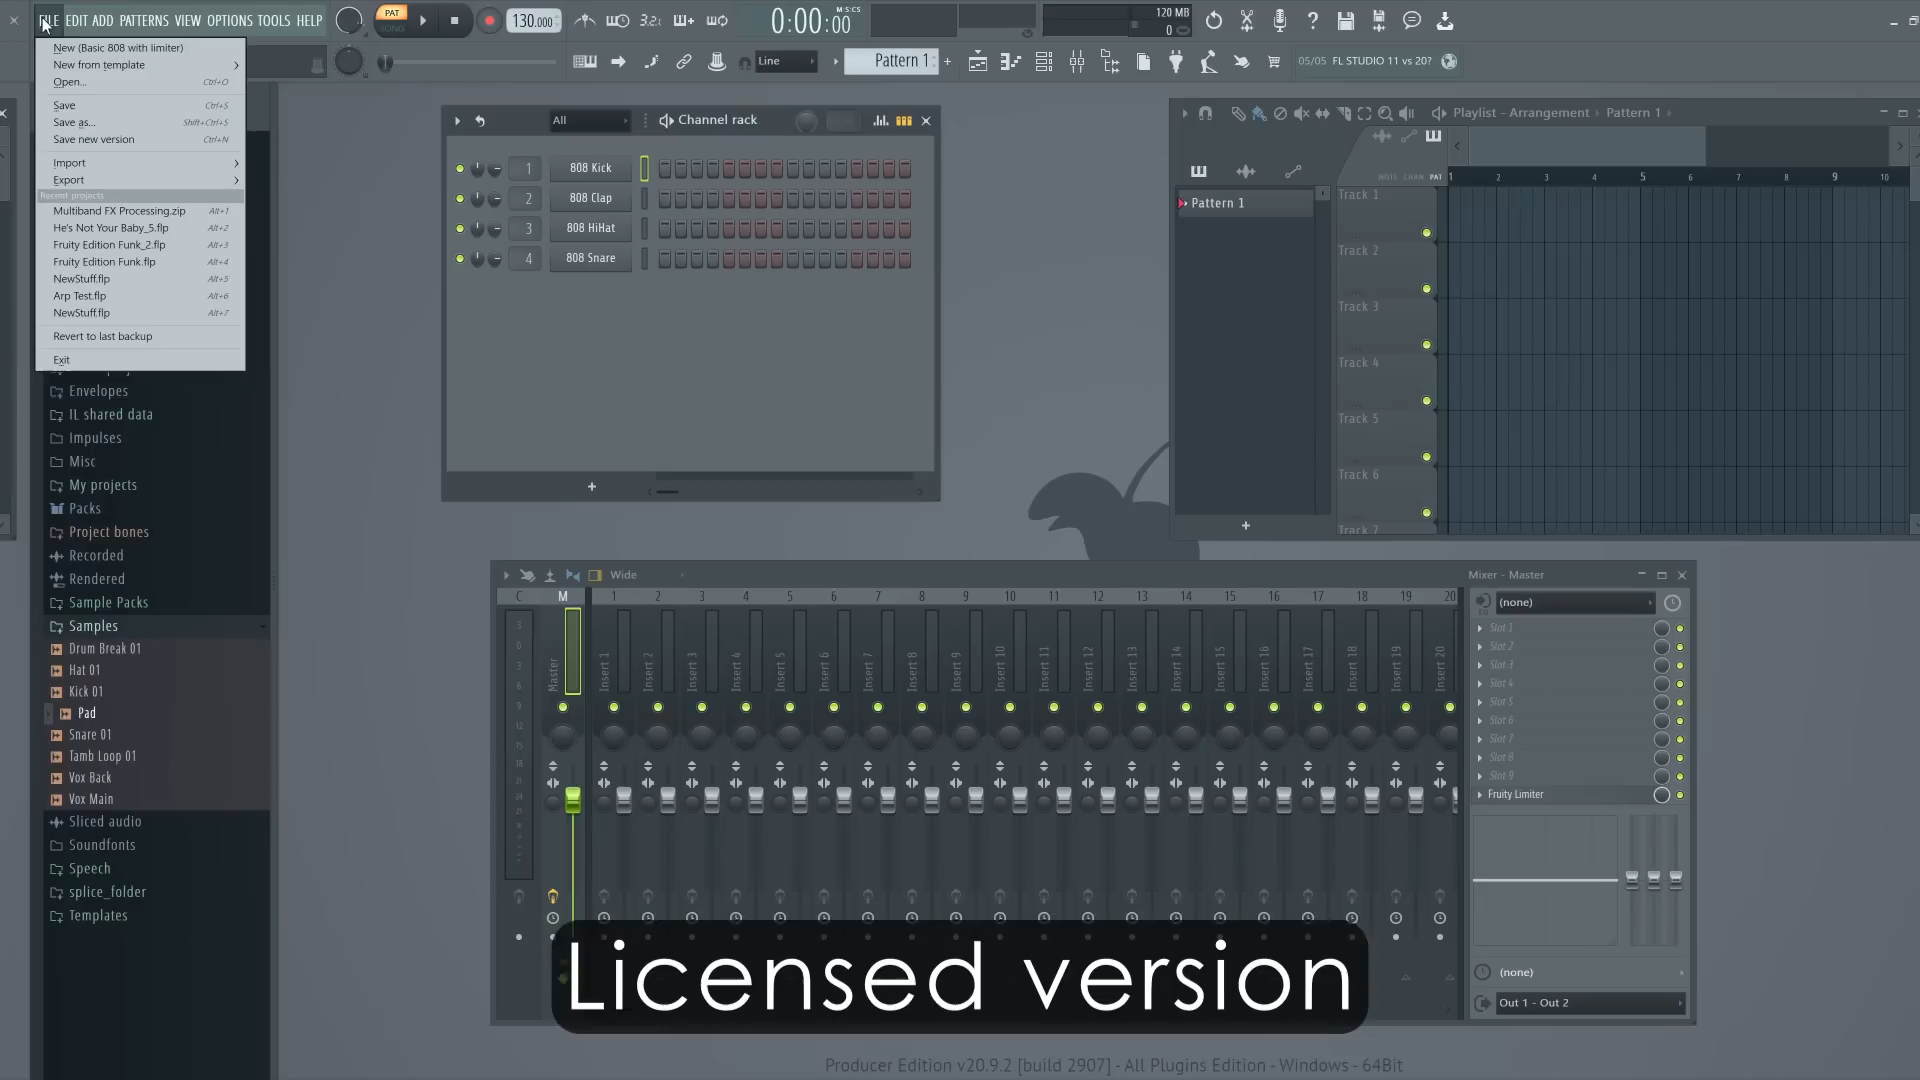 FILE EDIT ADD PATTERNS VIEW OPTIONS TOOLS HELP
PAT
SONG
130.000
3.2:
0:00:00
M:S:CS
120 MB
0
New (Basic 808 with limiter)
New from template
Open... Ctrl+O
Save Ctrl+S
Save as... Shift+Ctrl+S
Save new version Ctrl+N
Import
Export
Recent projects
Multiband FX Processing.zip Alt+1
He's Not Your Baby_5.flp Alt+2
Fruity Edition Funk_2.flp Alt+3
Fruity Edition Funk.flp Alt+4
NewStuff.flp Alt+5
Arp Test.flp Alt+6
NewStuff.flp Alt+7
Revert to last backup
Exit
Line
Pattern 1
05/05 FL STUDIO 11 vs 20?
Envelopes
IL shared data
Impulses
Misc
My projects
Packs
Project bones
Recorded
Rendered
Sample Packs
Samples
Drum Break 01
Hat 01
Kick 01
Pad
Snare 01
Tamb Loop 01
Vox Back
Vox Main
Sliced audio
Soundfonts
Speech
splice_folder
Templates
All
Channel rack
1 808 Kick
2 808 Clap
3 808 HiHat
4 808 Snare
Playlist - Arrangement Pattern 1
NOTE CHAN PAT
1 2 3 4 5 6 7 8 9 10
Pattern 1
Track 1
Track 2
Track 3
Track 4
Track 5
Track 6
Track 7
Wide
Mixer - Master
C M 1 2 3 4 5 6 7 8 9 10 11 12 13 14 15 16 17 18 19 20
Master
Insert 1
Insert 2
Insert 3
Insert 4
Insert 5
Insert 6
Insert 7
Insert 8
Insert 9
Insert 10
Insert 11
Insert 12
Insert 13
Insert 14
Insert 15
Insert 16
Insert 17
Insert 18
Insert 19
Insert 20
3
0
3
6
9
12
15
18
21
24
(none)
Slot 1
Slot 2
Slot 3
Slot 4
Slot 5
Slot 6
Slot 7
Slot 8
Slot 9
Fruity Limiter
(none)
Out 1 - Out 2
Licensed version
Producer Edition v20.9.2 [build 2907] - All Plugins Edition - Windows - 64Bit